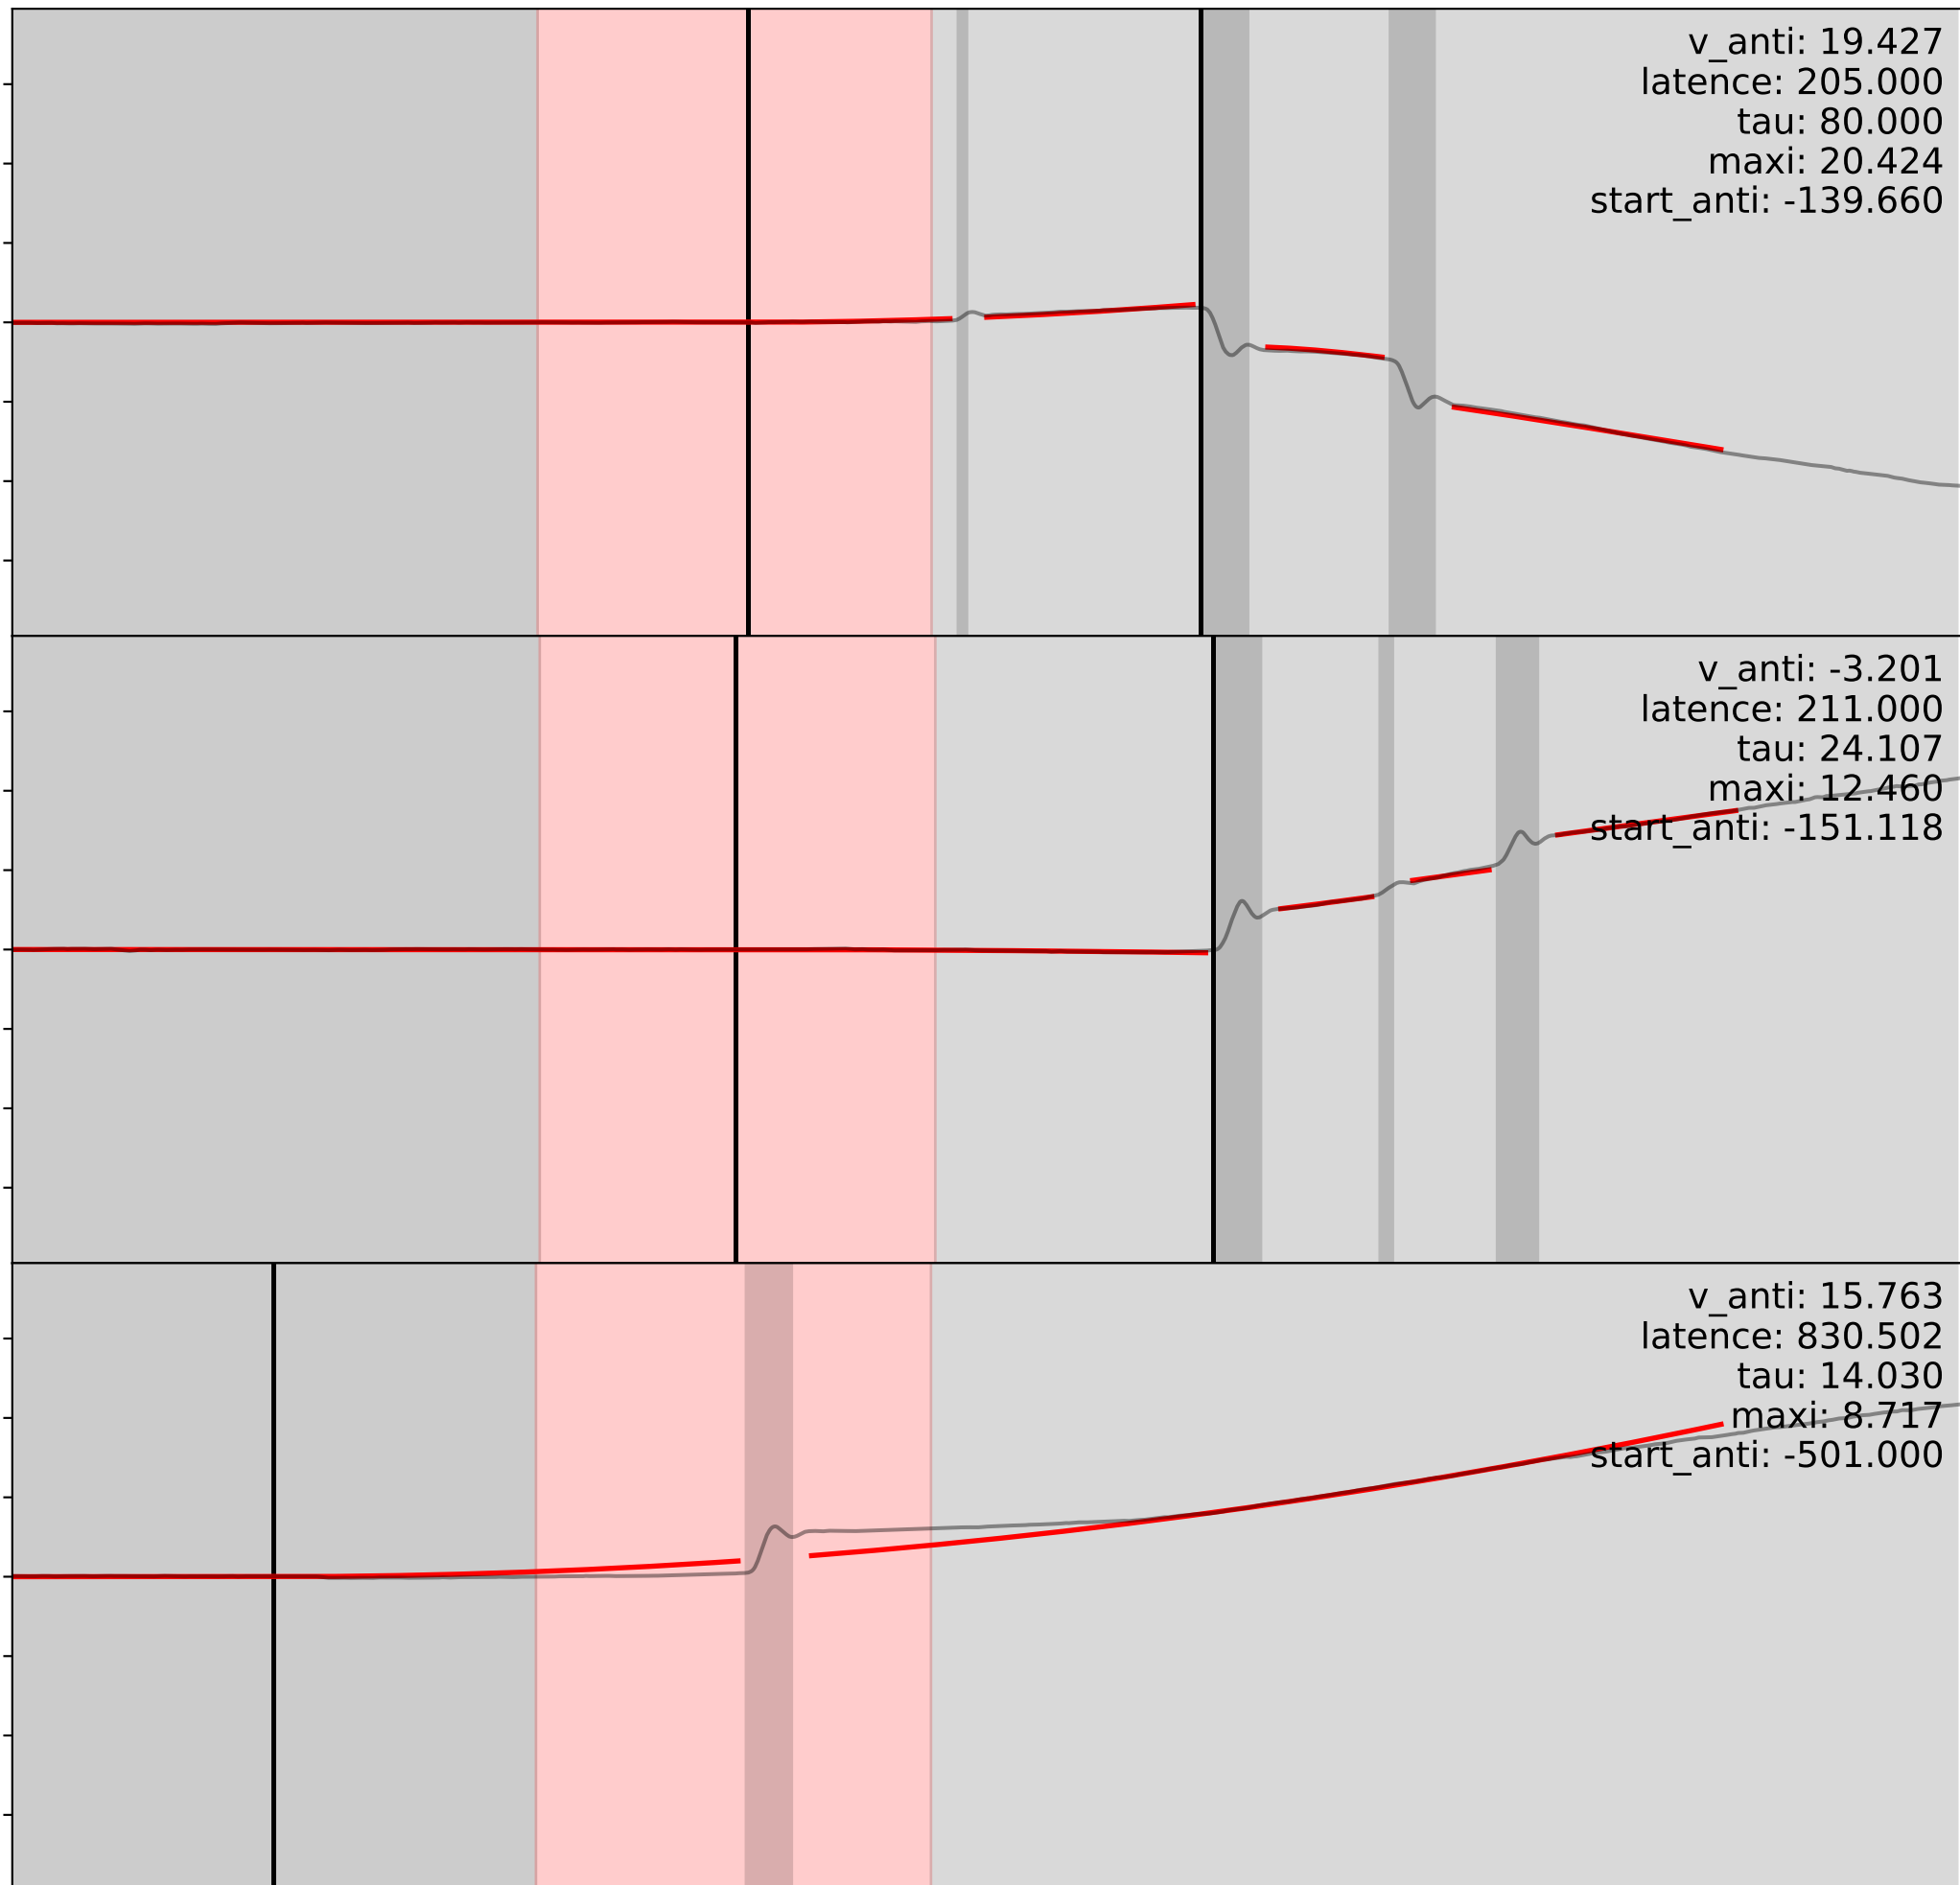 v_anti: 19.427
latence: 205.000
tau: 80.000
maxi: 20.424
start_anti: -139.660
v_anti: -3.201
latence: 211.000
tau: 24.107
maxi: 12.460
start_anti: -151.118
v_anti: 15.763
latence: 830.502
tau: 14.030
maxi: 8.717
start_anti: -501.000